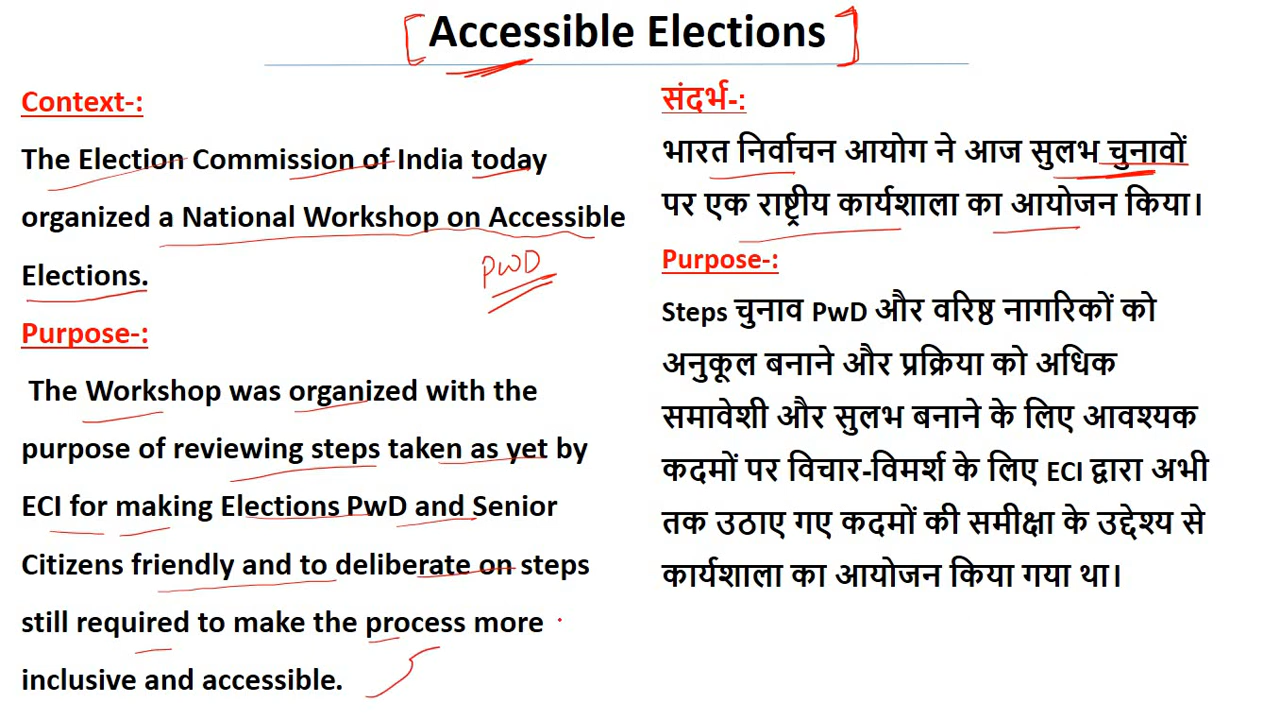 Accessible Elections
Context-:
The Election Commission of India today
organized a National Workshop on Accessible
Elections.
PWD
Purpose-:
The Workshop was organized with the
purpose of reviewing steps taken as yet by
ECI for making Elections PwD and Senior
Citizens friendly and to deliberate on steps
still required to make the process more
inclusive and accessible.
संदर्भ-:
भारत निर्वाचन आयोग ने आज सुलभ चुनावों
पर एक राष्ट्रीय कार्यशाला का आयोजन किया।
Purpose-:
Steps चुनाव PwD और वरिष्ठ नागरिकों को
अनुकूल बनाने और प्रक्रिया को अधिक
समावेशी और सुलभ बनाने के लिए आवश्यक
कदमों पर विचार-विमर्श के लिए ECI द्वारा अभी
तक उठाए गए कदमों की समीक्षा के उद्देश्य से
कार्यशाला का आयोजन किया गया था।